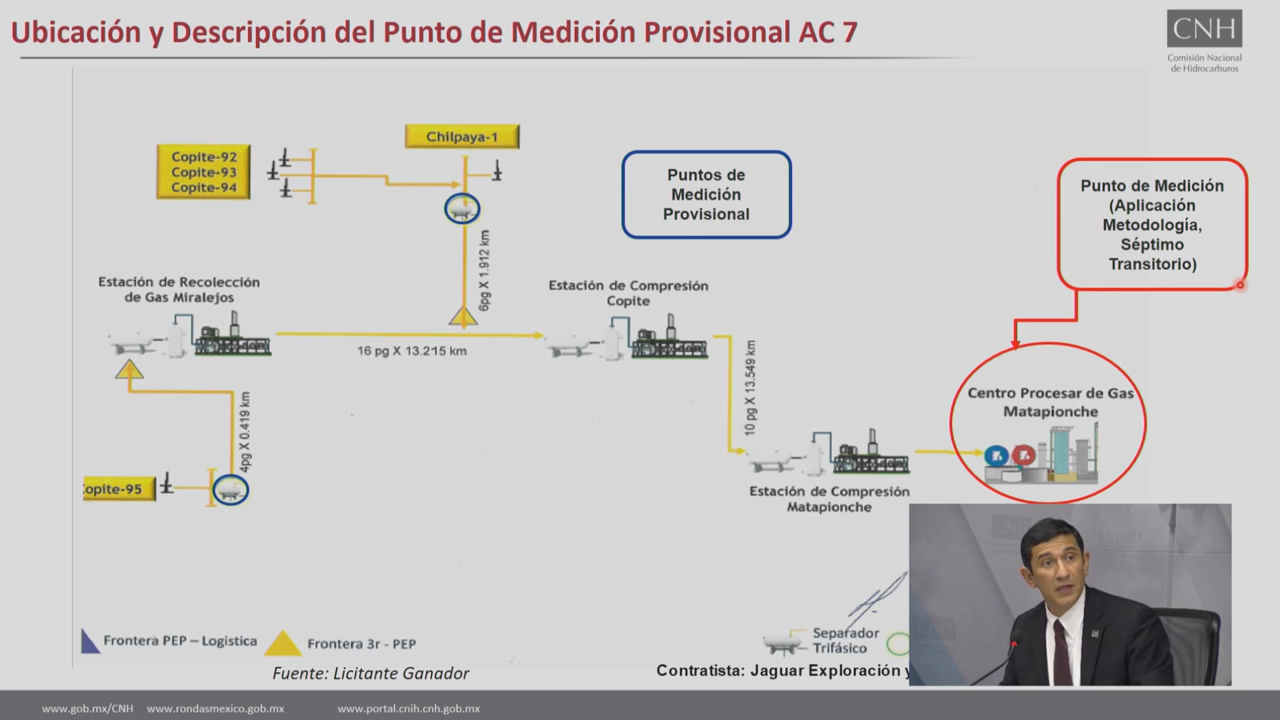 Ubicación y Descripción del Punto de Medición Provisional AC 7
CNH
Comisión Nacional
de Hidrocarburos
Chilpaya-1
Copite-92
Copite-93
Copite-94
Puntos de
Medición
Provisional
Punto de Medición
(Aplicación
Metodología,
Séptimo
Transitorio)
6pg X 1.912 km
Estación de Recolección
de Gas Miralejos
Estación de Compresión
Copite
16 pg X 13.215 km
10 pg X 13.549 km
4pg X 0.419 km
Centro Procesar de Gas
Matapionche
opite-95
Estación de Compresión
Matapionche
Frontera PEP – Logística
Frontera 3r - PEP
Separador
Trifásico
Fuente: Licitante Ganador
Contratista: Jaguar Exploración y
www.gob.mx/CNH
www.rondasmexico.gob.mx
www.portal.cnih.cnh.gob.mx